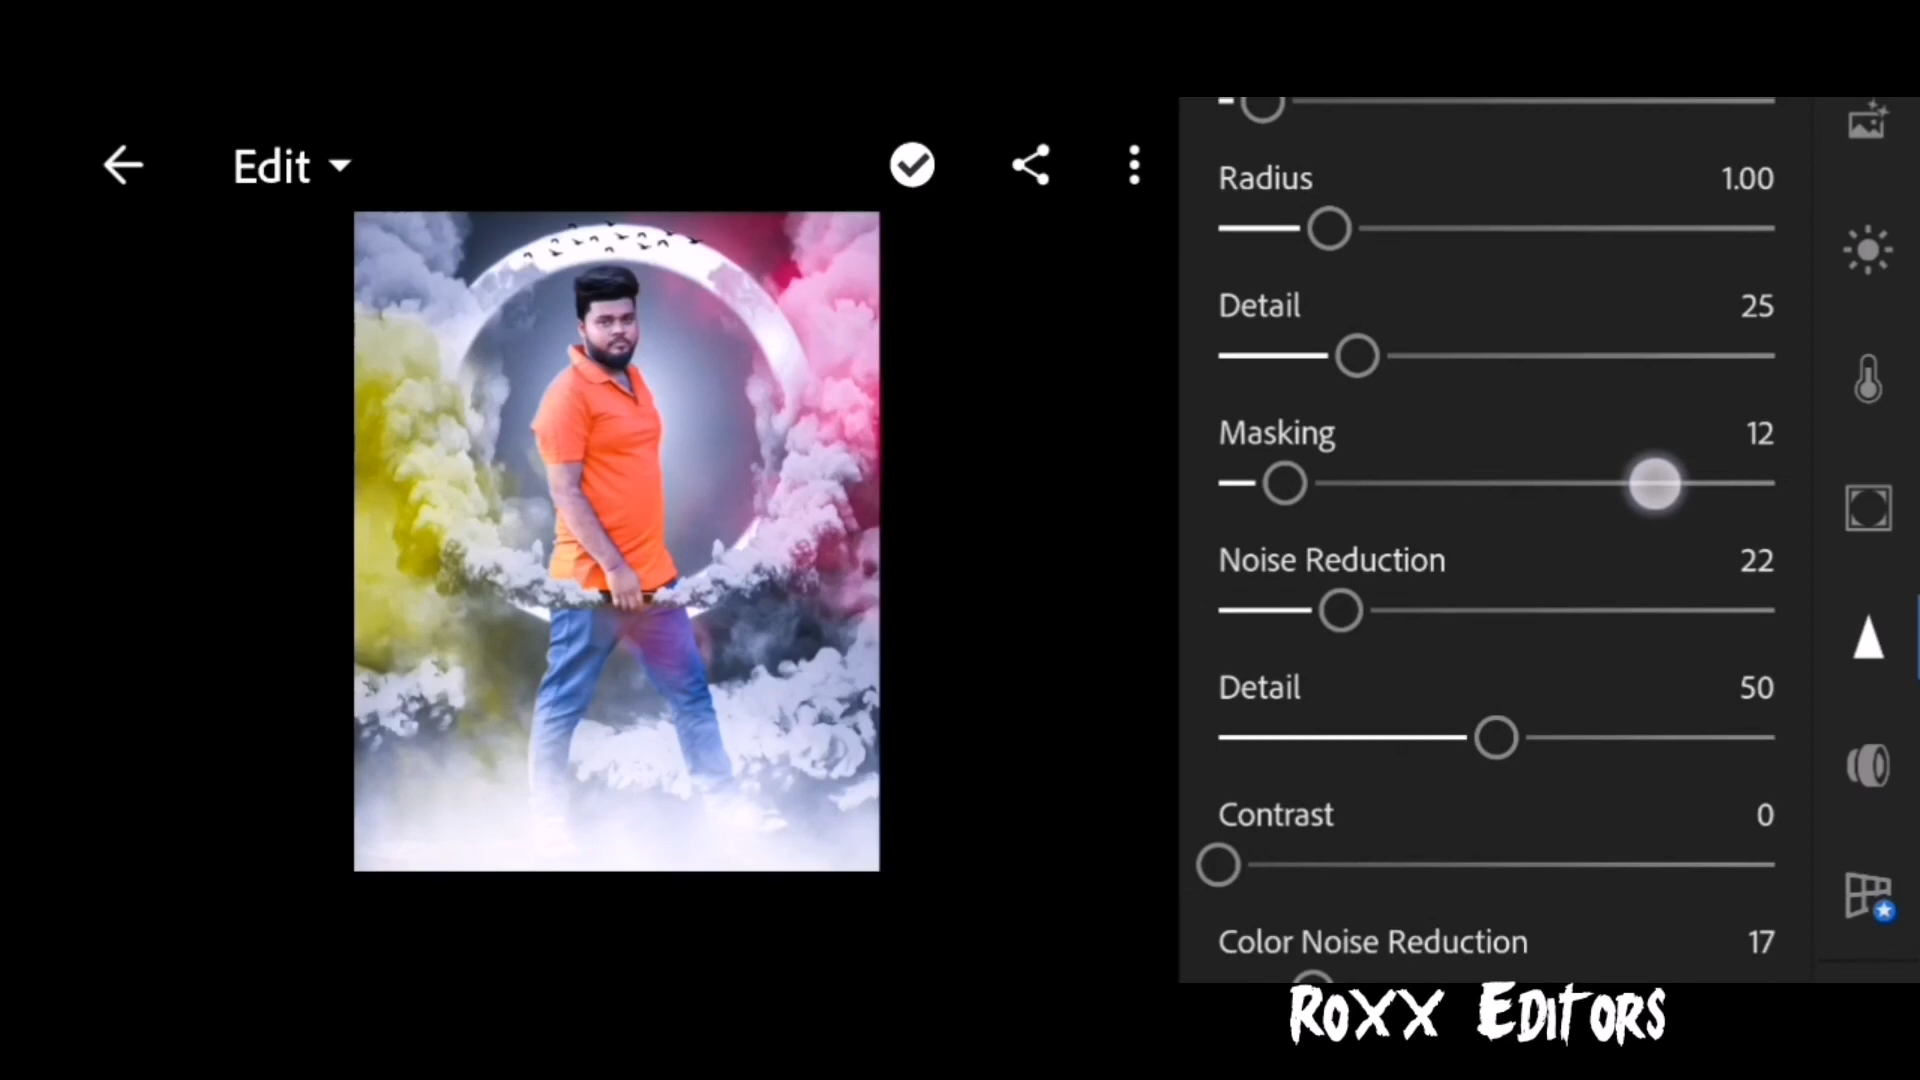 Edit
Radius 1.00
Detail 25
Masking 12
Noise Reduction 22
Detail 50
Contrast 0
Color Noise Reduction 17
Roxx Editors